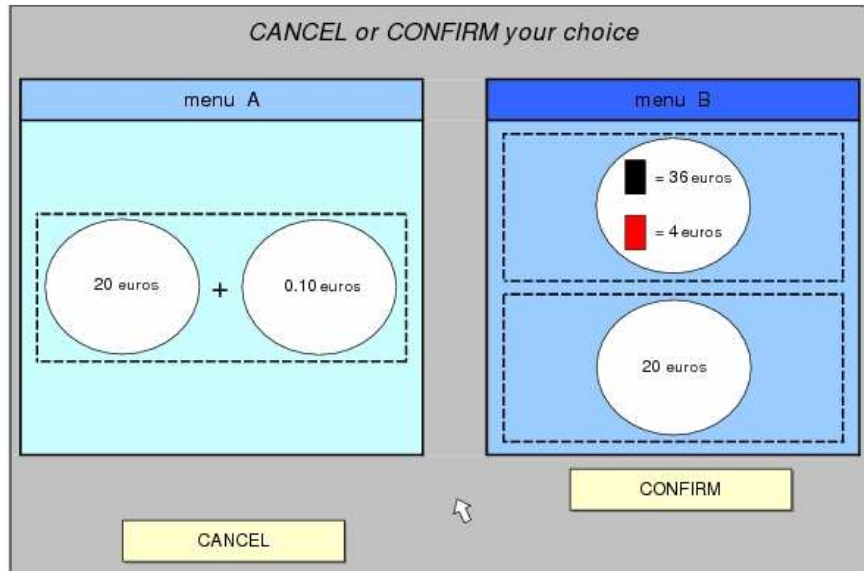 CANCEL or CONFIRM your choice
menu A
20 euros + 0.10 euros
menu B
= 36 euros
= 4 euros
20 euros
CONFIRM
CANCEL